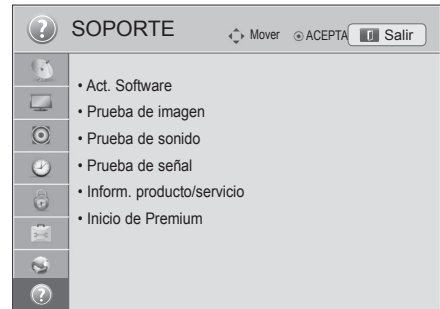 SOPORTE
Mover ACEPTA Salir
• Act. Software
• Prueba de imagen
• Prueba de sonido
• Prueba de señal
• Inform. producto/servicio
• Inicio de Premium